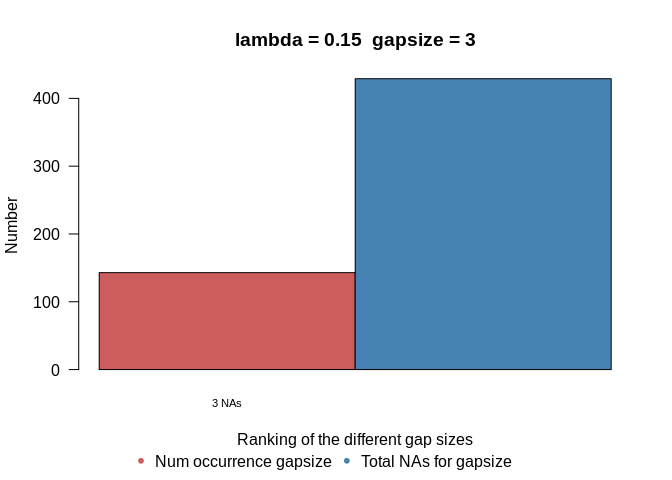 lambda = 0.15  gapsize = 3
Number
400
300
200
100
0
3 NAs
Ranking of the different gap sizes
Num occurrence gapsize
Total NAs for gapsize